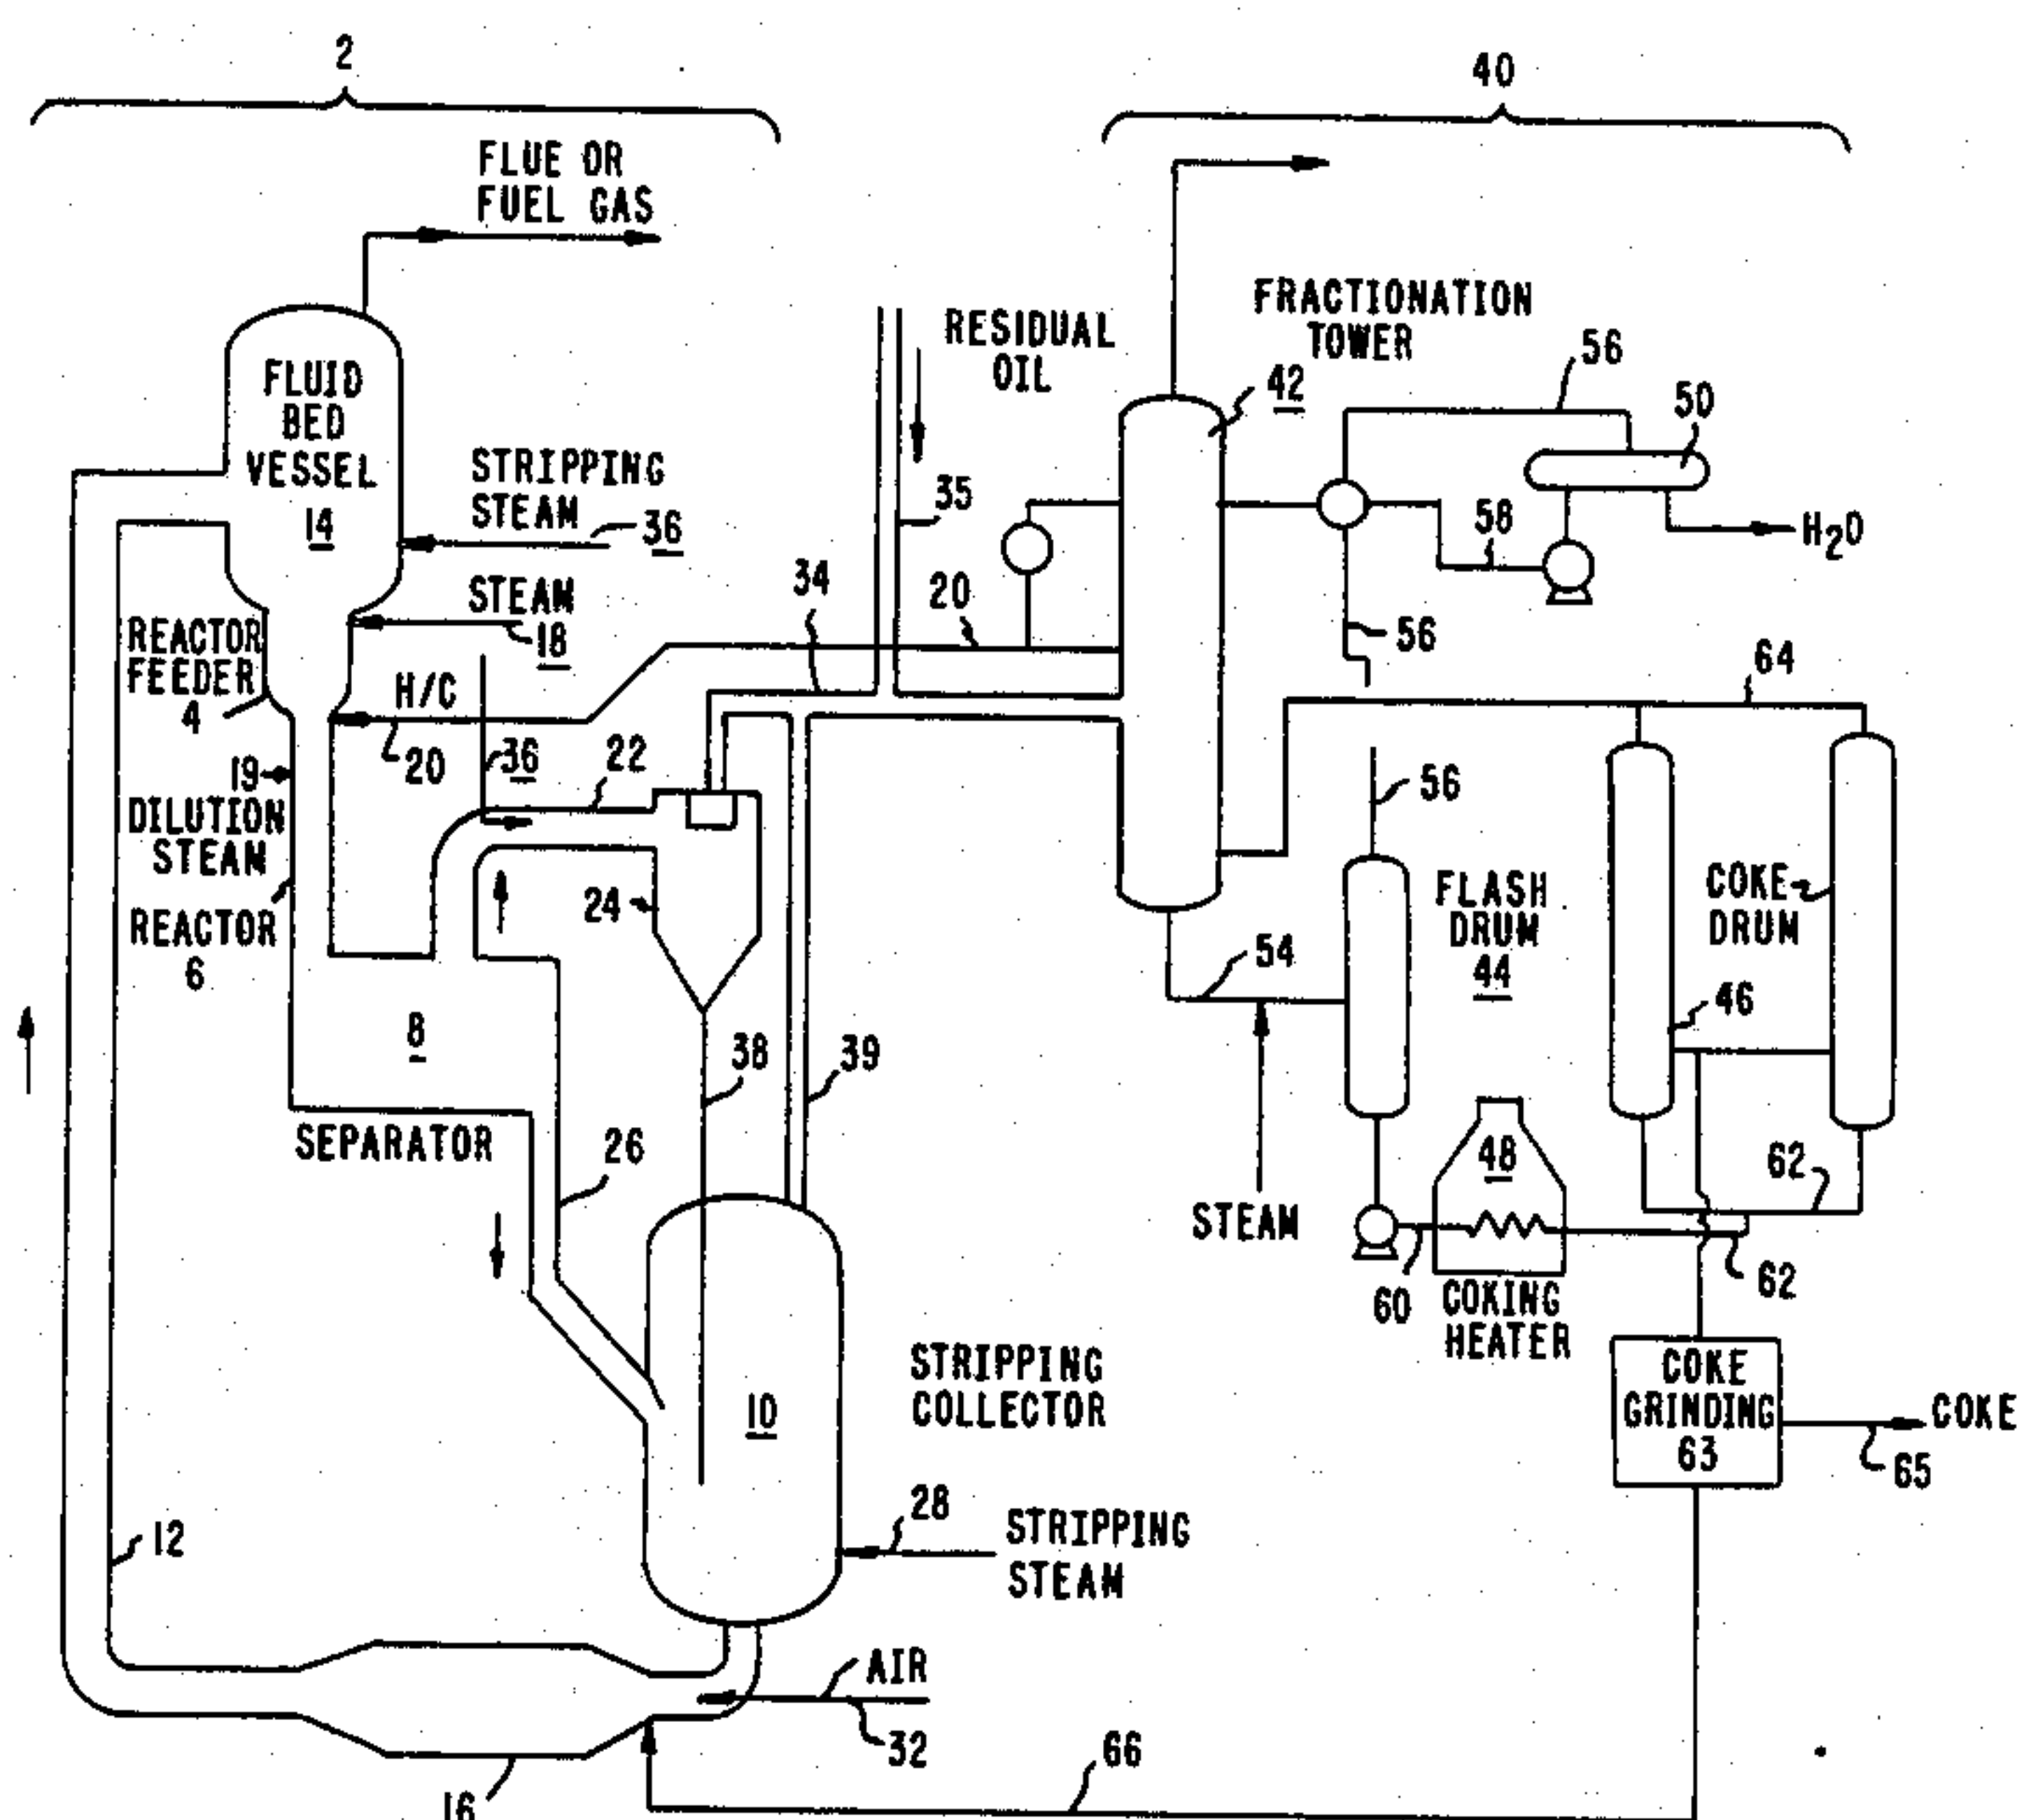 2
40
FLUE OR
FUEL GAS
FRACTIONATION
TOWER
RESIDUAL
OIL
42
56
50
FLUID
BED
VESSEL
14
STRIPPING
STEAM
36
35
58
H2O
STEAM
18
34
20
56
REACTOR
FEEDER
4
H/C
20
64
19
DILUTION
STEAM
36
22
56
REACTOR
6
24
FLASH
DRUM
44
COKE
DRUM
54
46
8
38
39
SEPARATOR
26
48
62
STEAM
60
COKING
HEATER
62
STRIPPING
COLLECTOR
10
COKE
GRINDING
63
COKE
65
28
STRIPPING
STEAM
12
AIR
32
66
16